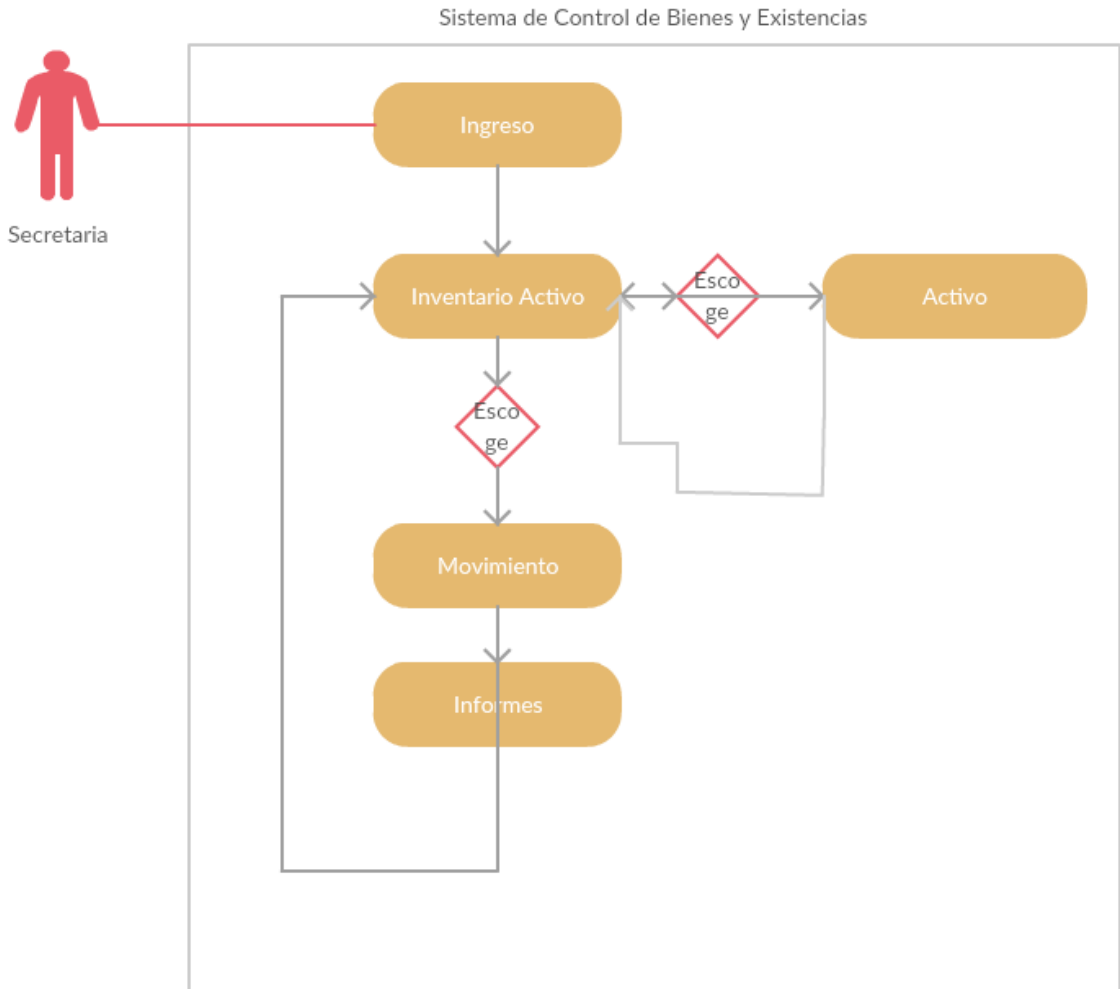 Sistema de Control de Bienes y Existencias
Ingreso
Secretaria
Inventario Activo
Esco
ge
Activo
Esco
ge
Movimiento
Informes